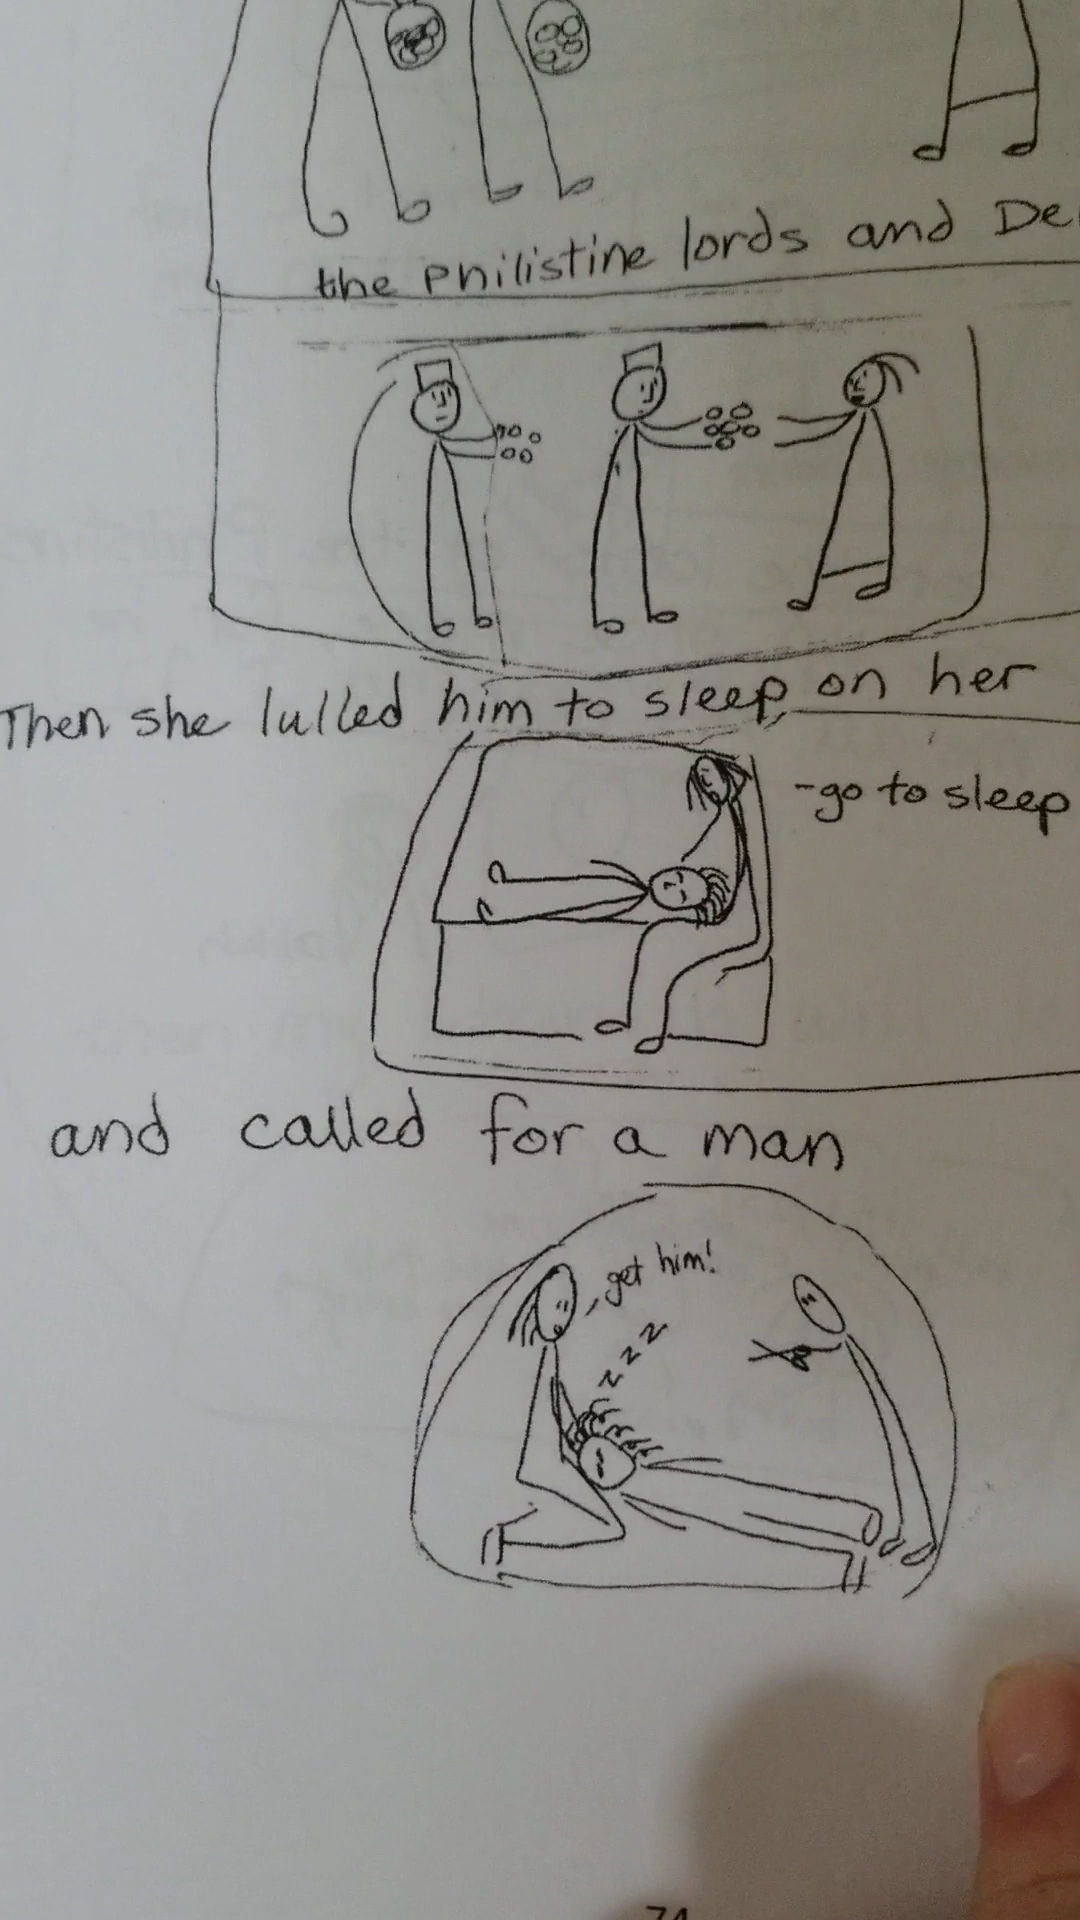 the Philistine lords and
Then she lulled him to sleep, on her
-go to sleep
and called for a man
, get him!
zzz